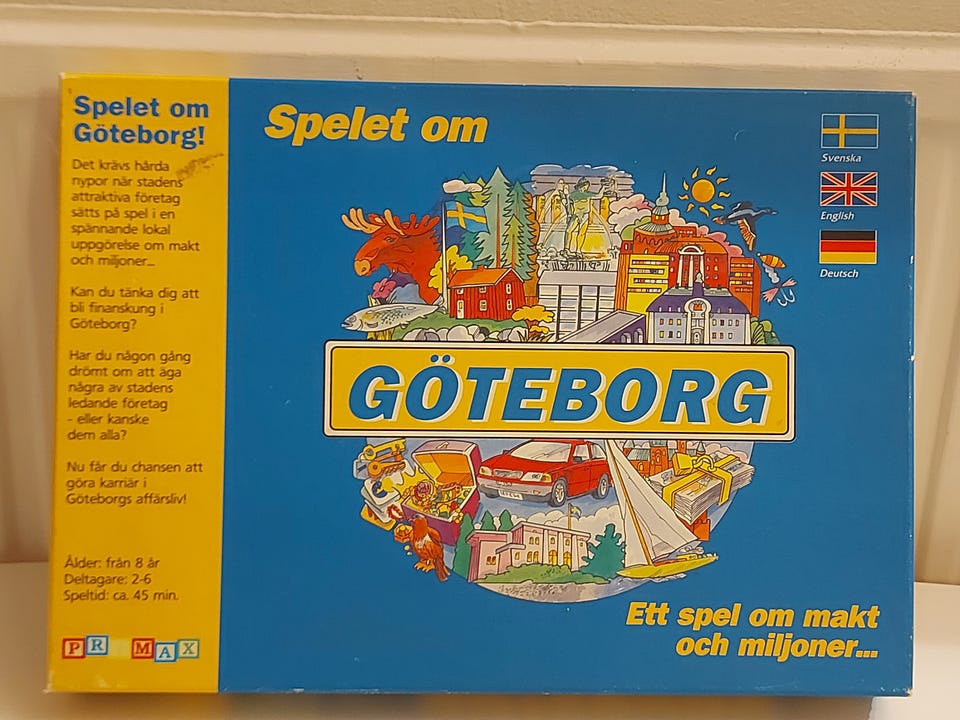 Spelet om
Göteborg!
Det krävs hårda
nypor når stadens
attraktiva företag
sätts på spel i en
spännande lokal
uppgörelse om makt
och miljoner...
Kan du tänka dig att
bli finanskung i
Göteborg?
Har du någon gång
drömt om att äga
några av stadens
ledande företag
- eller kanske
dem alla?
Nu får du chansen att
göra karriär i
Göteborgs affärsliv!
Ålder: från 8 år
Deltagare: 2-6
Speltid: ca. 45 min.
PR MAX
Spelet om
Svenska
English
Deutsch
GÖTEBORG
Ett spel om makt
och miljoner...